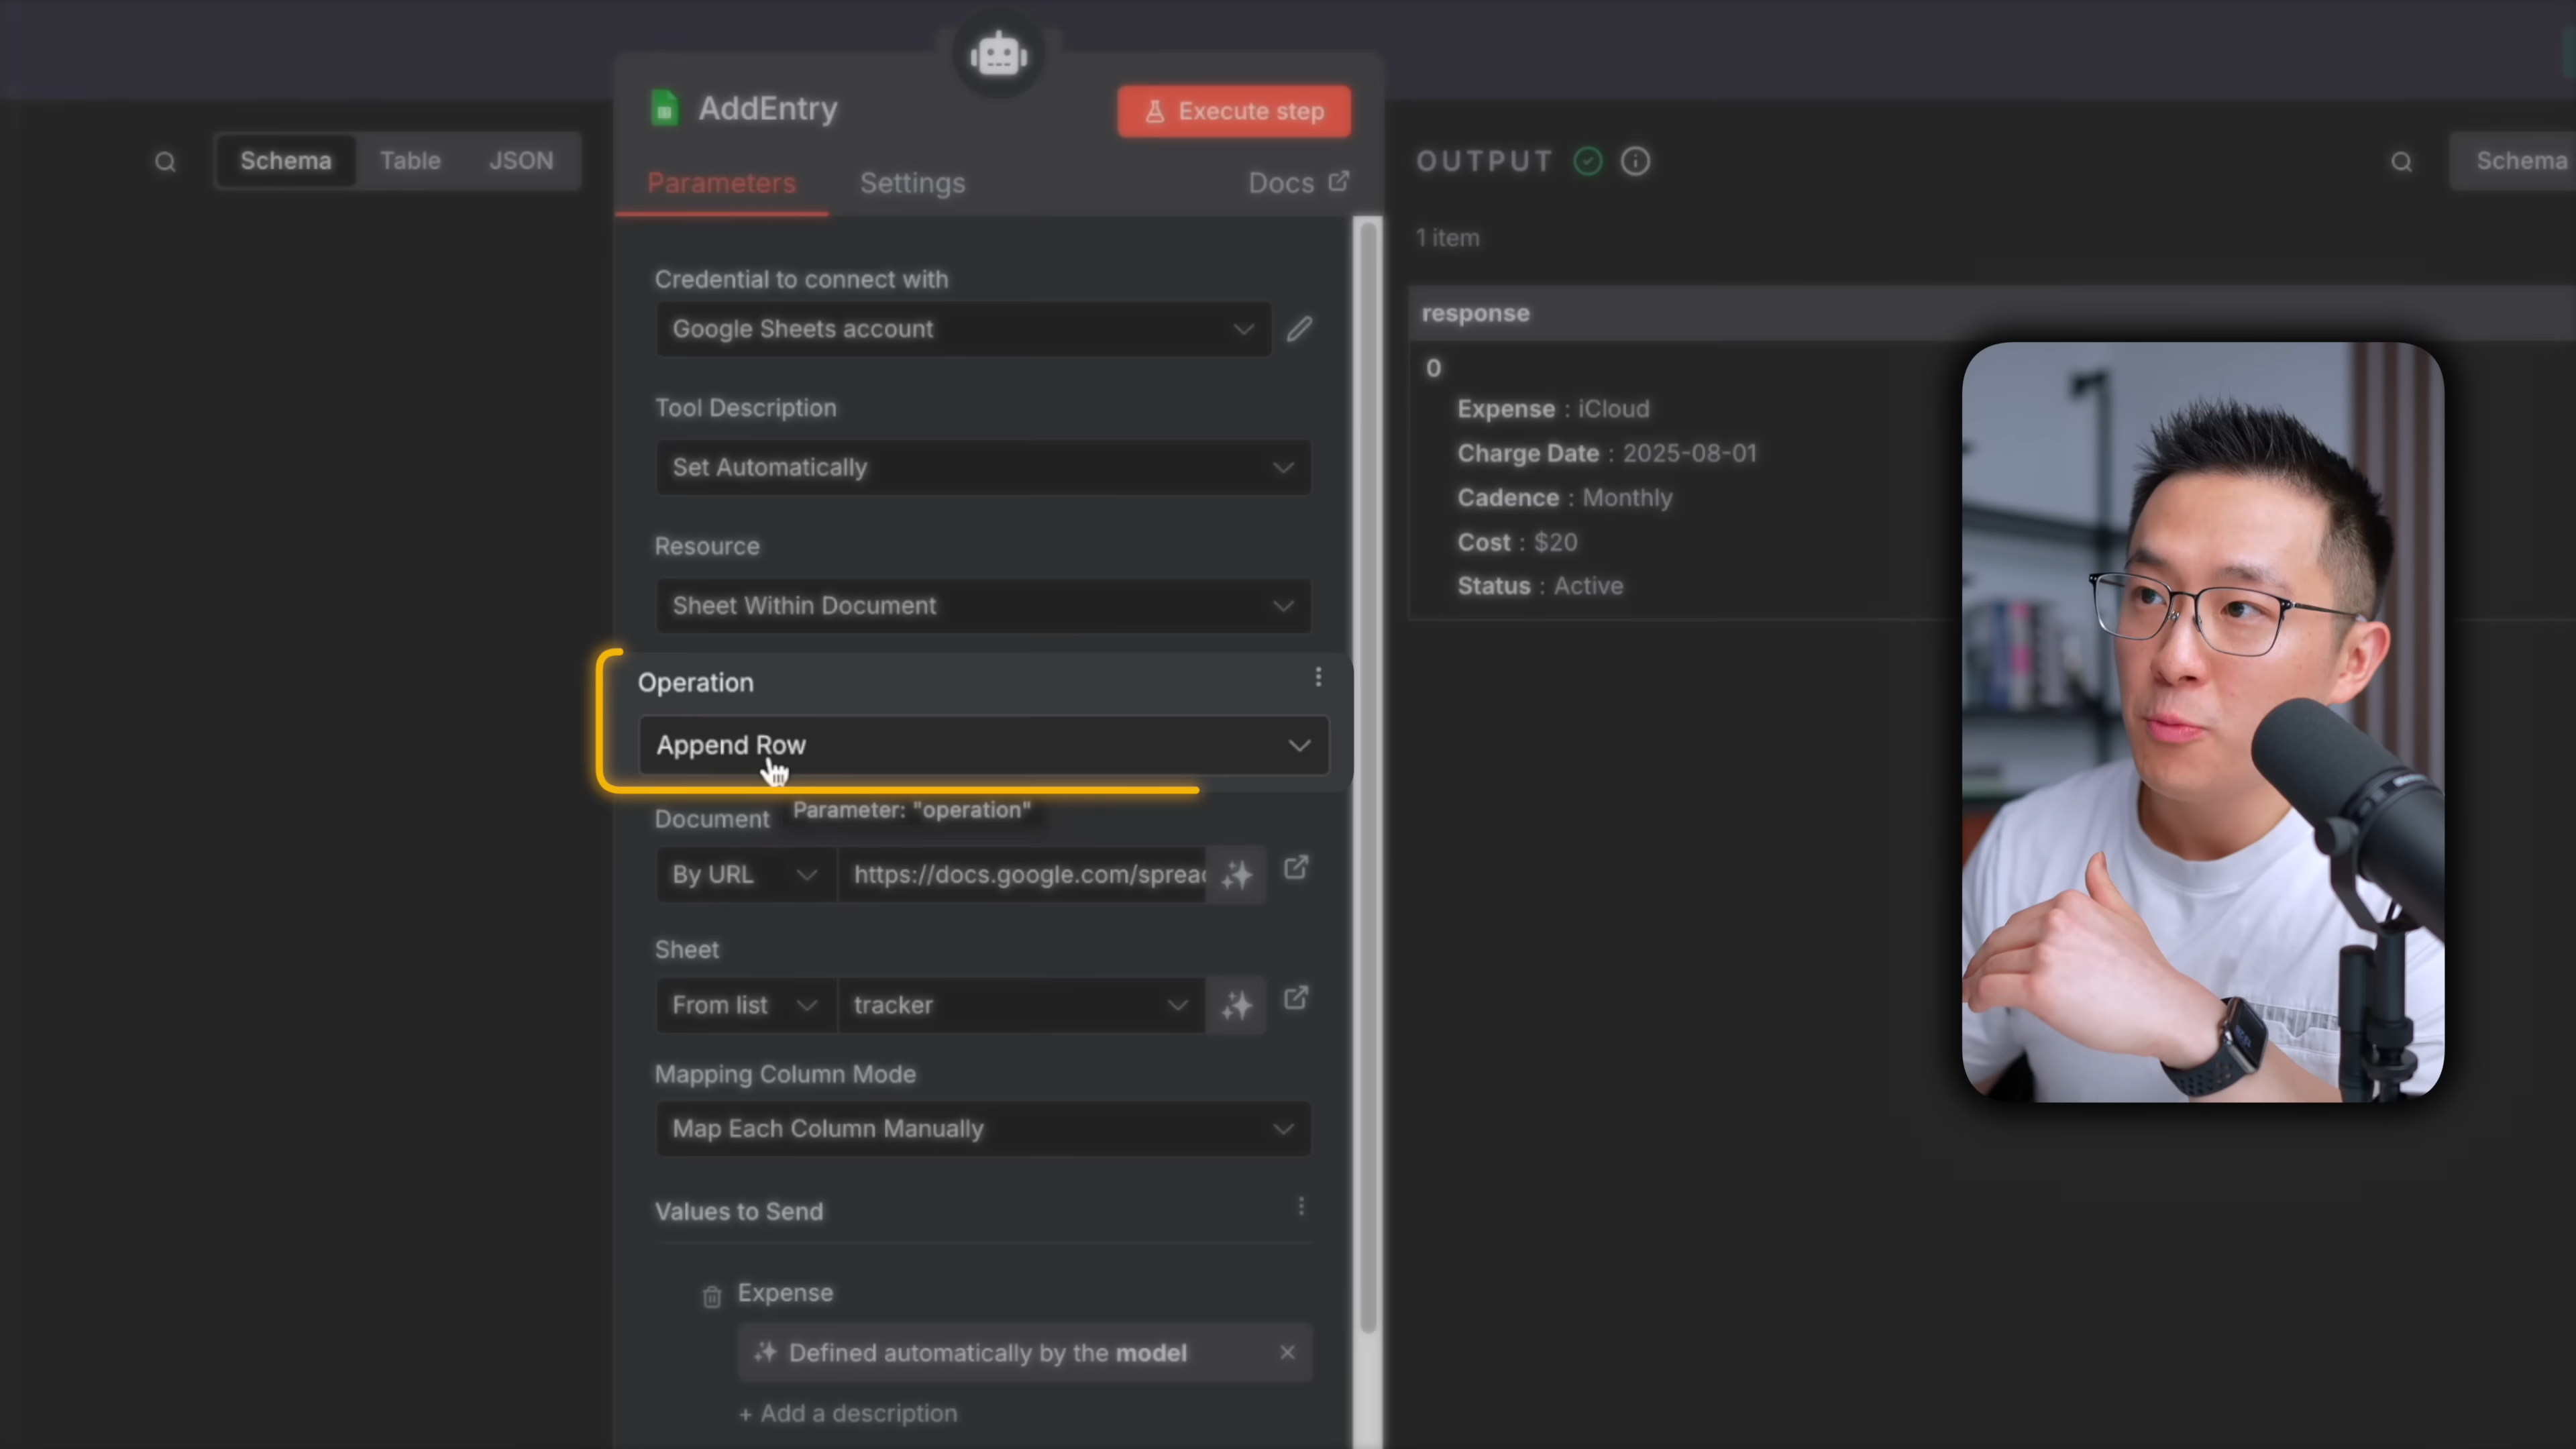 AddEntry
Execute step
Schema
Table
JSON
Parameters
Settings
Docs
OUTPUT
Schema
1 item
Credential to connect with
Google Sheets account
response
0
Expense : iCloud
Charge Date : 2025-08-01
Cadence : Monthly
Cost : $20
Status : Active
Tool Description
Set Automatically
Resource
Sheet Within Document
Operation
Append Row
Parameter: "operation"
Document
By URL
https://docs.google.com/spread
Sheet
From list
tracker
Mapping Column Mode
Map Each Column Manually
Values to Send
Expense
Defined automatically by the model
+ Add a description